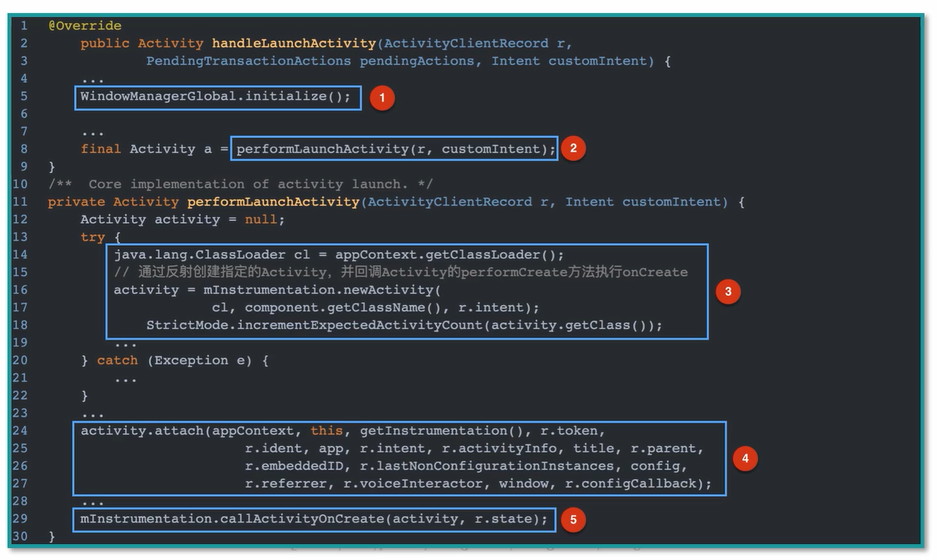 1 @Override
2 public Activity handleLaunchActivity(ActivityClientRecord r,
3 PendingTransactionActions pendingActions, Intent customIntent) {
4 ...
5 WindowManagerGlobal.initialize(); 1
6
7 ...
8 final Activity a = performLaunchActivity(r, customIntent); 2
9 }
10 /** Core implementation of activity launch. */
11 private Activity performLaunchActivity(ActivityClientRecord r, Intent customIntent) {
12 Activity activity = null;
13 try {
14 java.lang.ClassLoader cl = appContext.getClassLoader();
15 // 通过反射创建指定的Activity，并回调Activity的performCreate方法执行onCreate
16 activity = mInstrumentation.newActivity( 3
17 cl, component.getClassName(), r.intent);
18 StrictMode.incrementExpectedActivityCount(activity.getClass());
19 ...
20 } catch (Exception e) {
21 ...
22 }
23 ...
24 activity.attach(appContext, this, getInstrumentation(), r.token,
25 r.ident, app, r.intent, r.activityInfo, title, r.parent,
26 r.embeddedID, r.lastNonConfigurationInstances, config, 4
27 r.referrer, r.voiceInteractor, window, r.configCallback);
28 ...
29 mInstrumentation.callActivityOnCreate(activity, r.state); 5
30 }